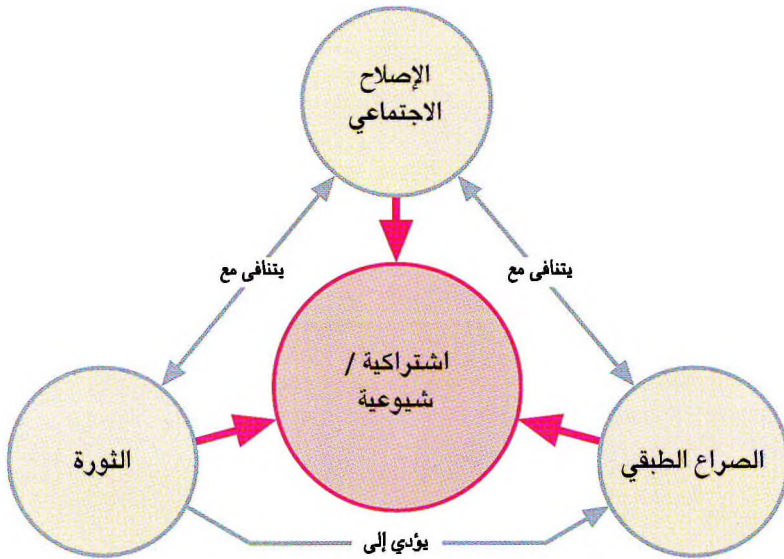 الإصلاح
الاجتماعي
يتنافى مع
يتنافى مع
اشتراكية /
شيوعية
الصراع الطبقي
الثورة
يؤدي إلى